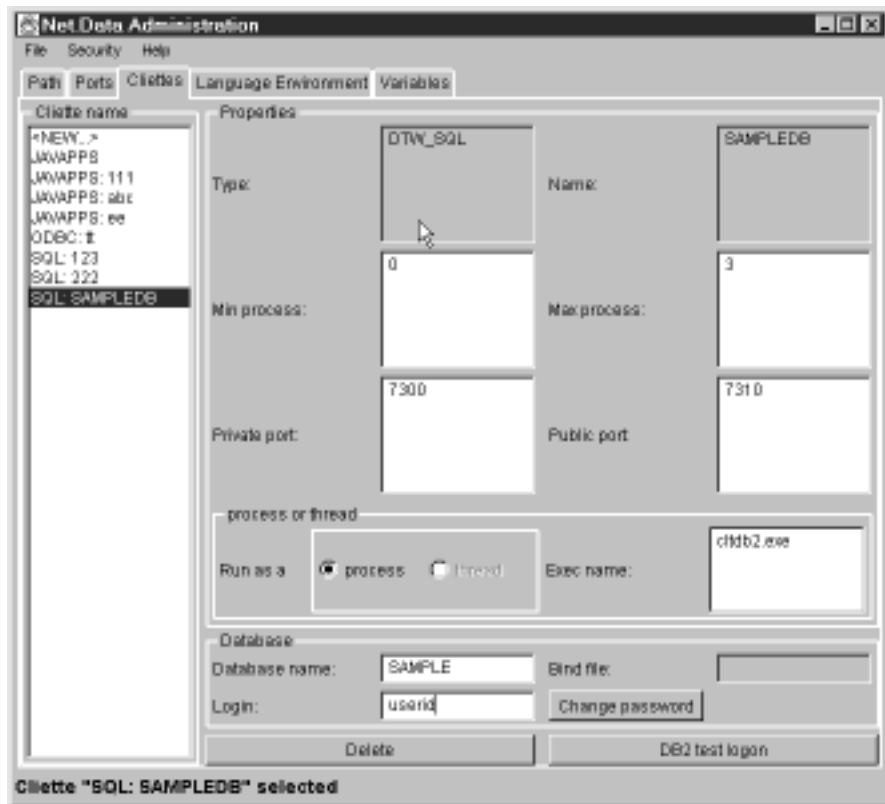 Net.Data Administration
File Security Help
Path Ports Cliettes Language Environment Variables
Cliette name
<NEW...>
JAVAPPS
JAVAPPS: 111
JAVAPPS: abc
JAVAPPS: ee
ODBC: tt
SQL: 123
SQL: 222
SQL: SAMPLEDB
Properties
Type: DTW_SQL Name: SAMPLEDB
Min process: 0 Max process: 3
Private port: 7300 Public port 7310
process or thread
Run as a process thread Exec name: cltdb2.exe
Database
Database name: SAMPLE Bind file:
Login: userid Change password
Delete DB2 test logon
Cliette "SQL: SAMPLEDB" selected